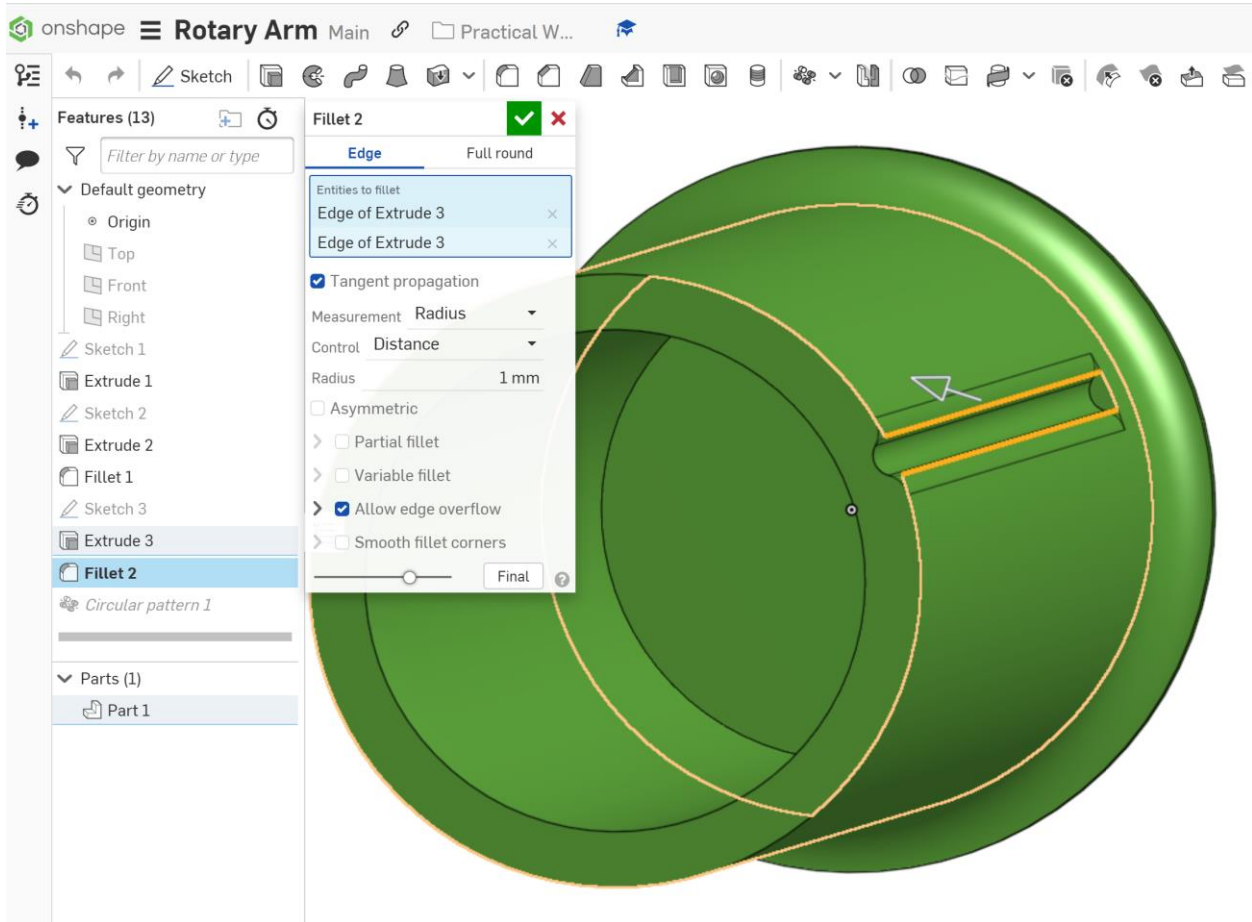 onshape Rotary Arm Main Practical W...
Sketch
Features (13)
Filter by name or type
Default geometry
Origin
Top
Front
Right
Sketch 1
Extrude 1
Sketch 2
Extrude 2
Fillet 1
Sketch 3
Extrude 3
Fillet 2
Circular pattern 1
Parts (1)
Part 1
Fillet 2
Edge Full round
Entities to fillet
Edge of Extrude 3
Edge of Extrude 3
Tangent propagation
Measurement Radius
Control Distance
Radius 1 mm
Asymmetric
Partial fillet
Variable fillet
Allow edge overflow
Smooth fillet corners
Final